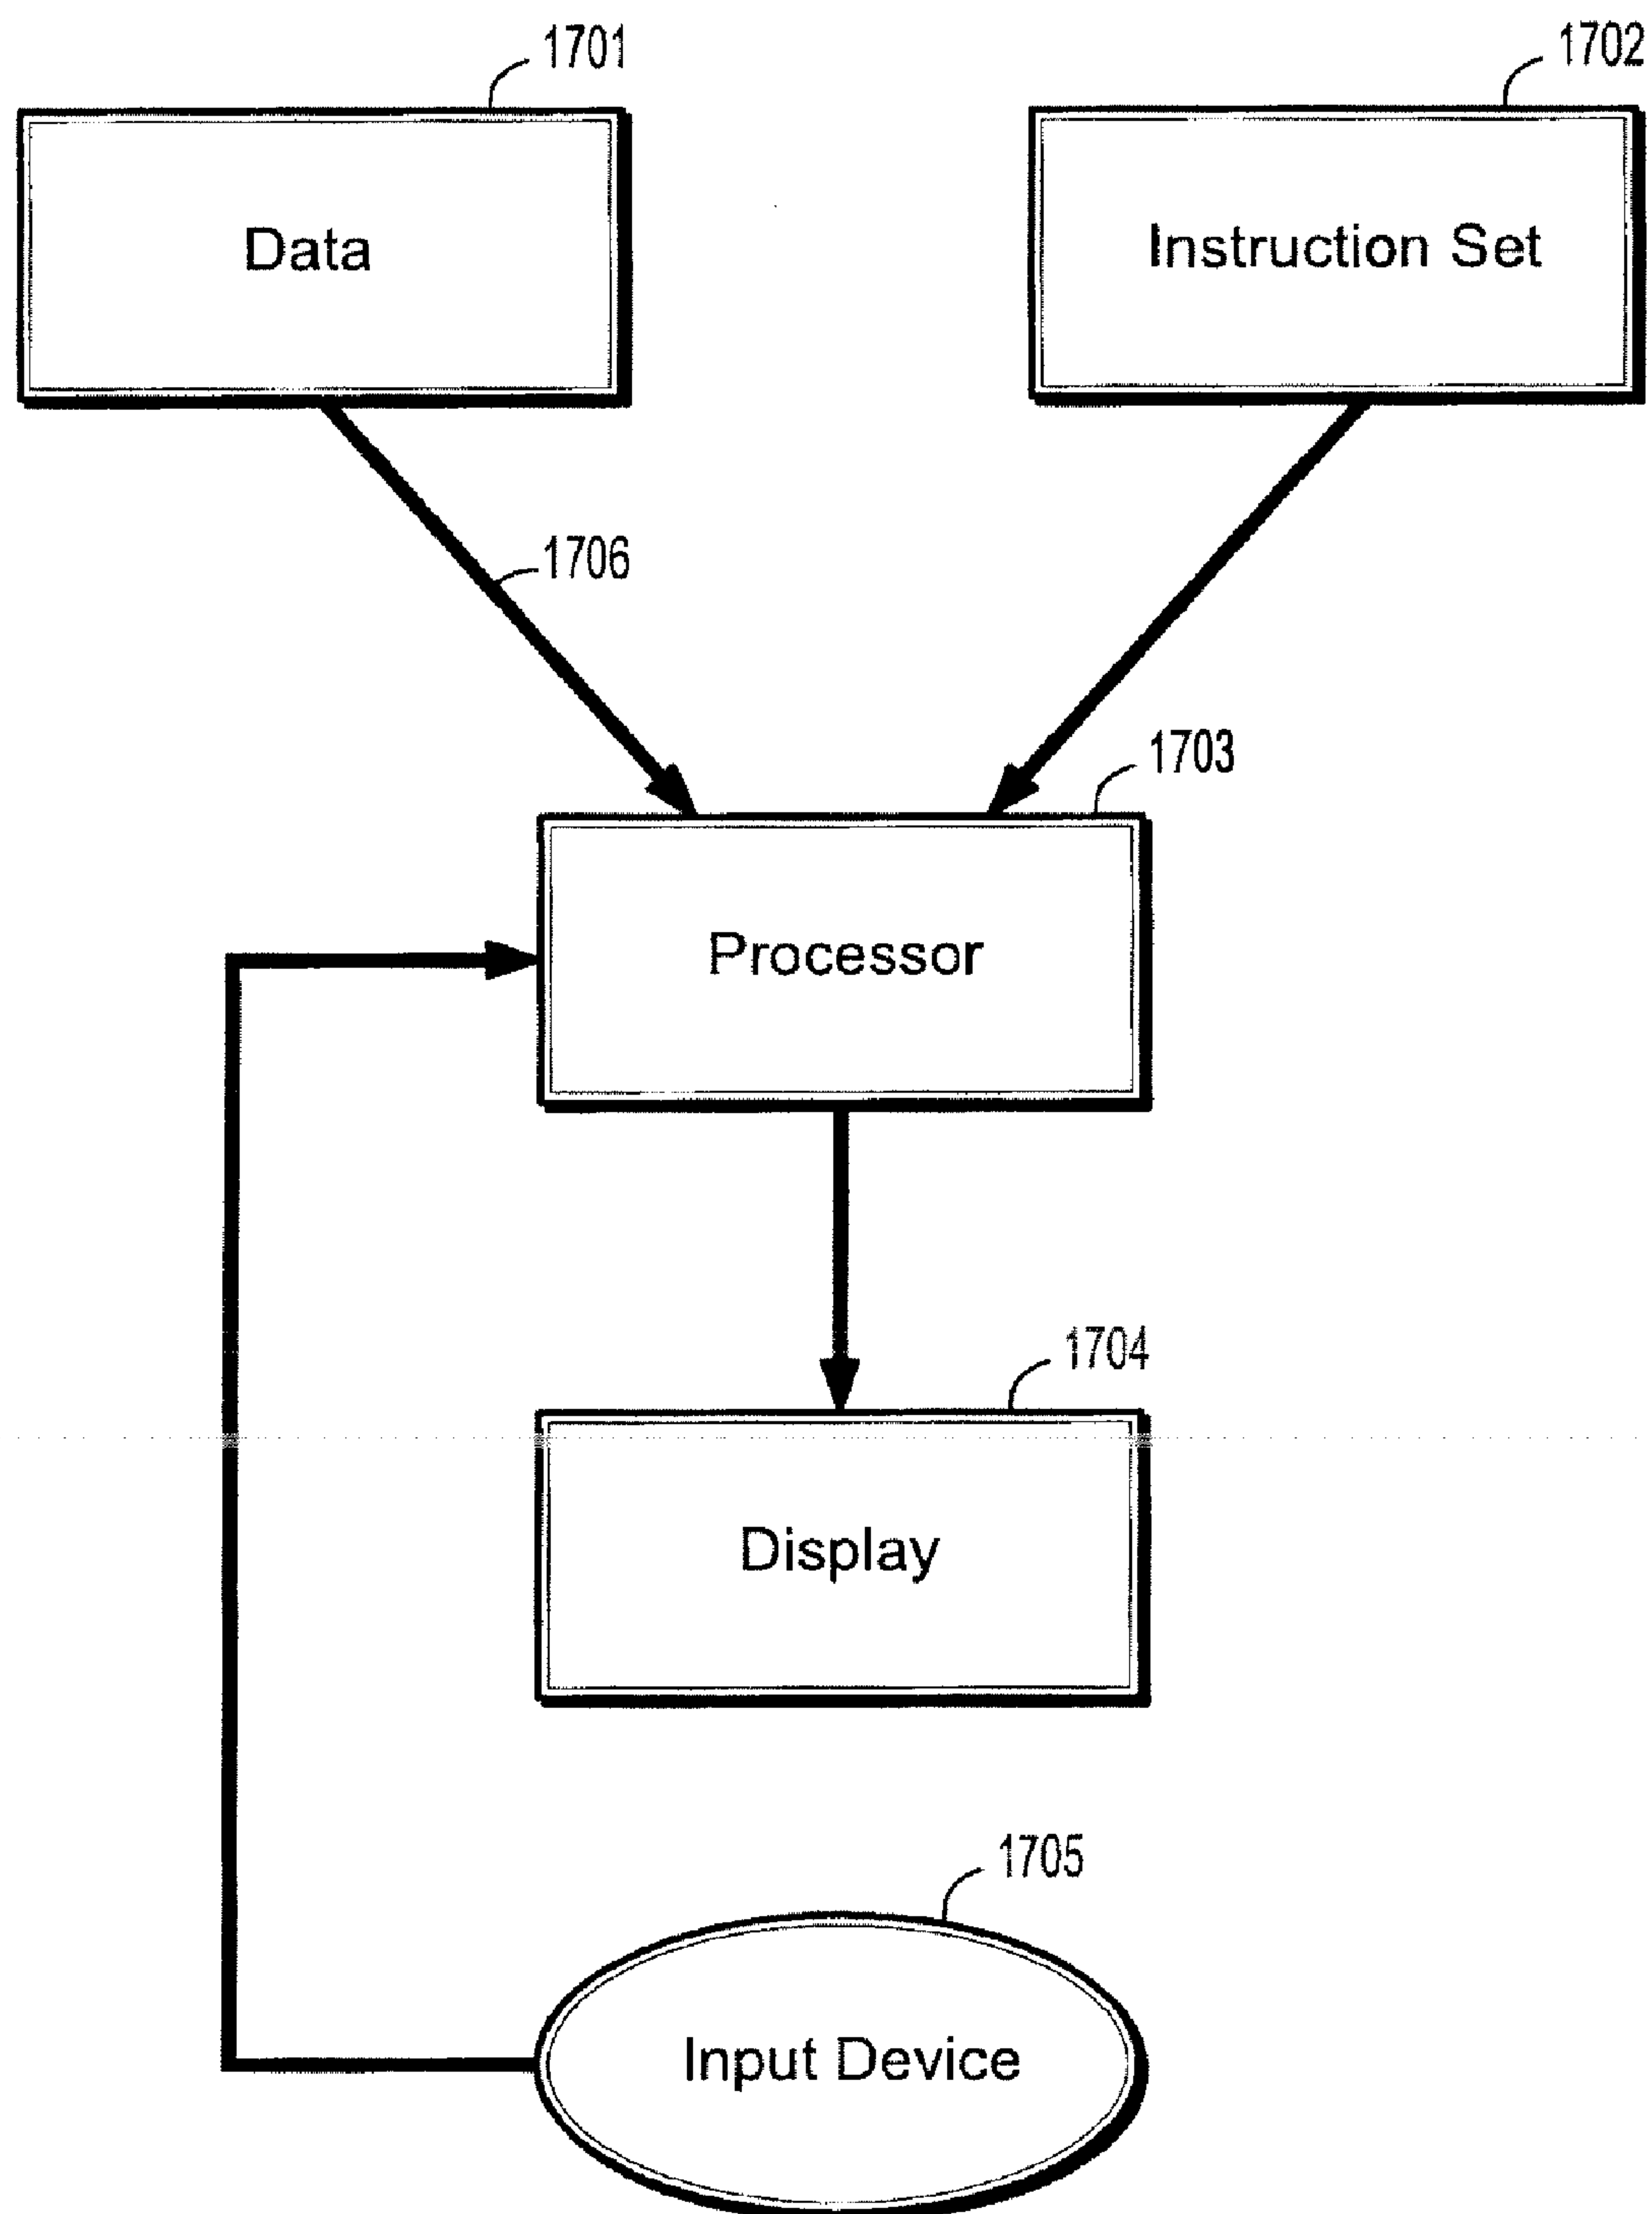 1701
1702
Data
Instruction Set
1706
1703
Processor
1704
Display
1705
Input Device